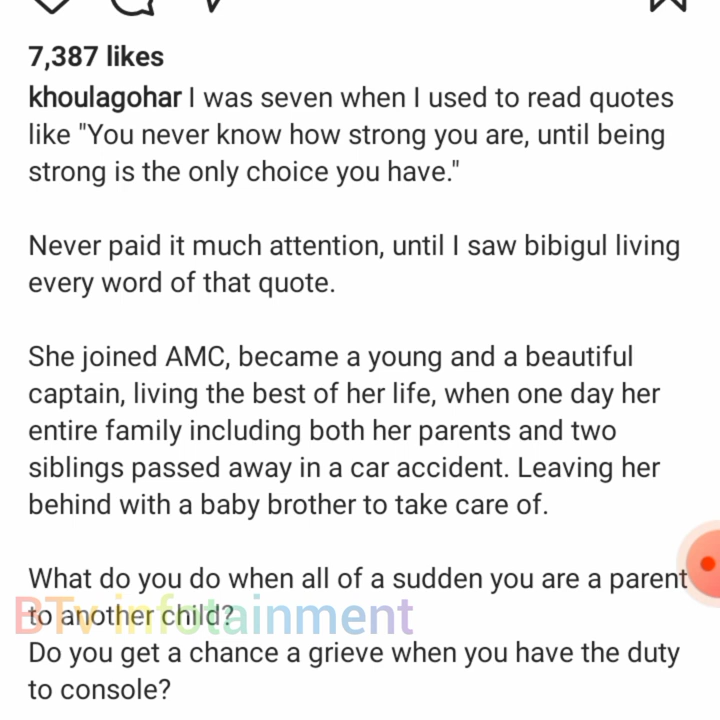 7,387 likes
khoulagohar I was seven when I used to read quotes
like "You never know how strong you are, until being
strong is the only choice you have."
Never paid it much attention, until I saw bibigul living
every word of that quote.
She joined AMC, became a young and a beautiful
captain, living the best of her life, when one day her
entire family including both her parents and two
siblings passed away in a car accident. Leaving her
behind with a baby brother to take care of.
What do you do when all of a sudden you are a parent
to another child?
BTv infotainment
Do you get a chance a grieve when you have the duty
to console?